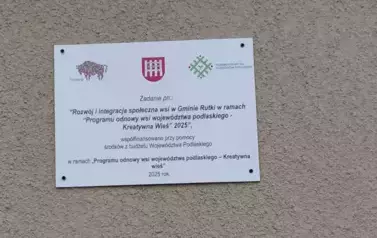 Zadanie pn.:
"Rozwój i integracja społeczna wsi w Gminie Rutki w ramach
"Programu odnowy wsi województwa podlaskiego -
Kreatywna Wieś" 2025",
współfinansowano przy pomocy
środków z budżetu Województwa Podlaskiego
w ramach „Programu odnowy wsi województwa podlaskiego – Kreatywna
wieś"
2025 rok